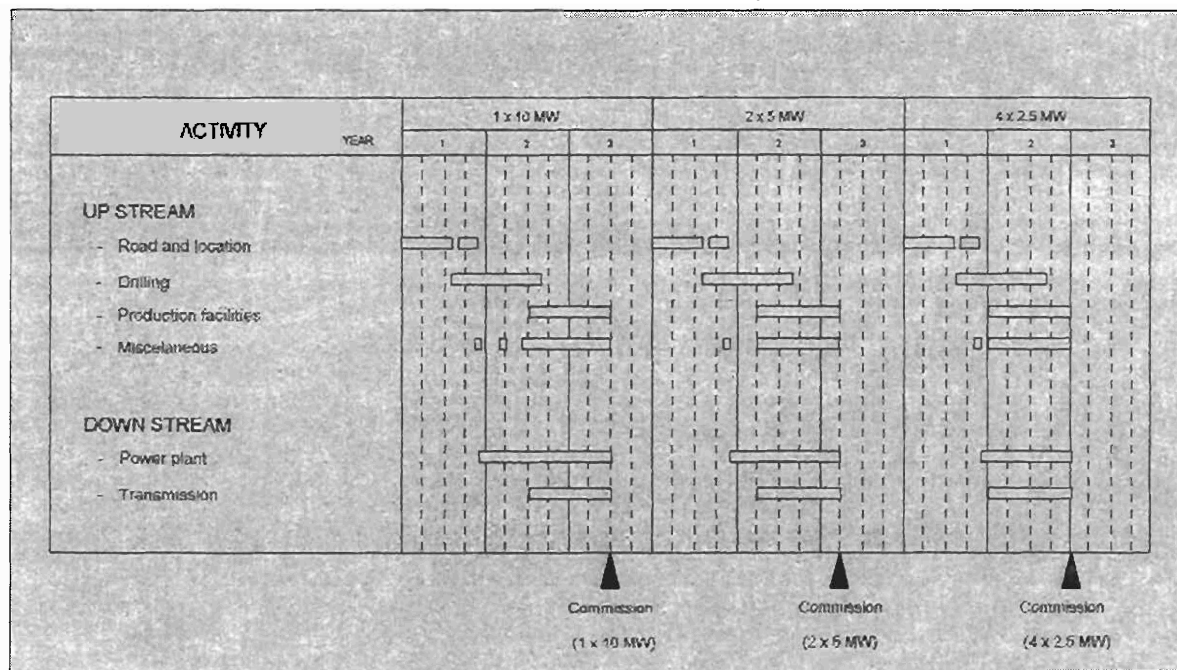 ACTIVITY
YEAR
1 x 10 MW
2 x 5 MW
4 x 2.5 MW
1 2 3 1 2 3 1 2 3
UP STREAM
- Road and location
- Drilling
- Production facilities
- Miscelaneous
DOWN STREAM
- Power plant
- Transmission
Commission
(1 x 10 MW)
Commission
(2 x 5 MW)
Commission
(4 x 2.5 MW)